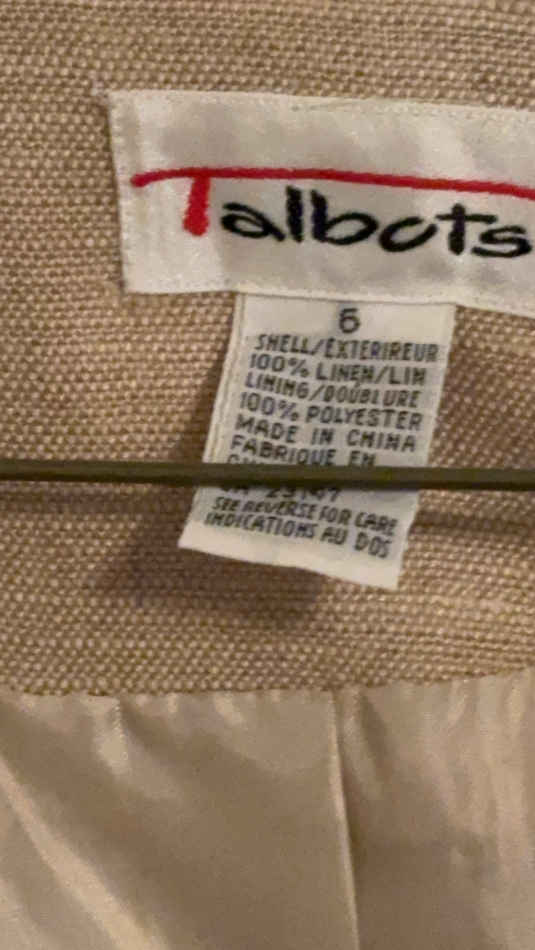 Talbots
6
SHELL/EXTERIREUR
100% LINEN/LIN
LINING/DOUBLURE
100% POLYESTER
MADE IN CHINA
FABRIQUE EN
SEE REVERSE FOR CARE
INDICATIONS AU DOS